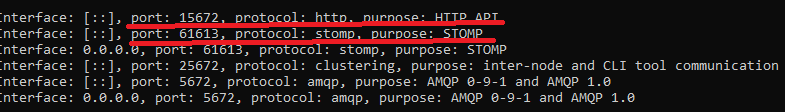 Interface: [::], port: 15672, protocol: http, purpose: HTTP API
Interface: [::], port: 61613, protocol: stomp, purpose: STOMP
Interface: 0.0.0.0, port: 61613, protocol: stomp, purpose: STOMP
Interface: [::], port: 25672, protocol: clustering, purpose: inter-node and CLI tool communication
Interface: [::], port: 5672, protocol: amqp, purpose: AMQP 0-9-1 and AMQP 1.0
Interface: 0.0.0.0, port: 5672, protocol: amqp, purpose: AMQP 0-9-1 and AMQP 1.0